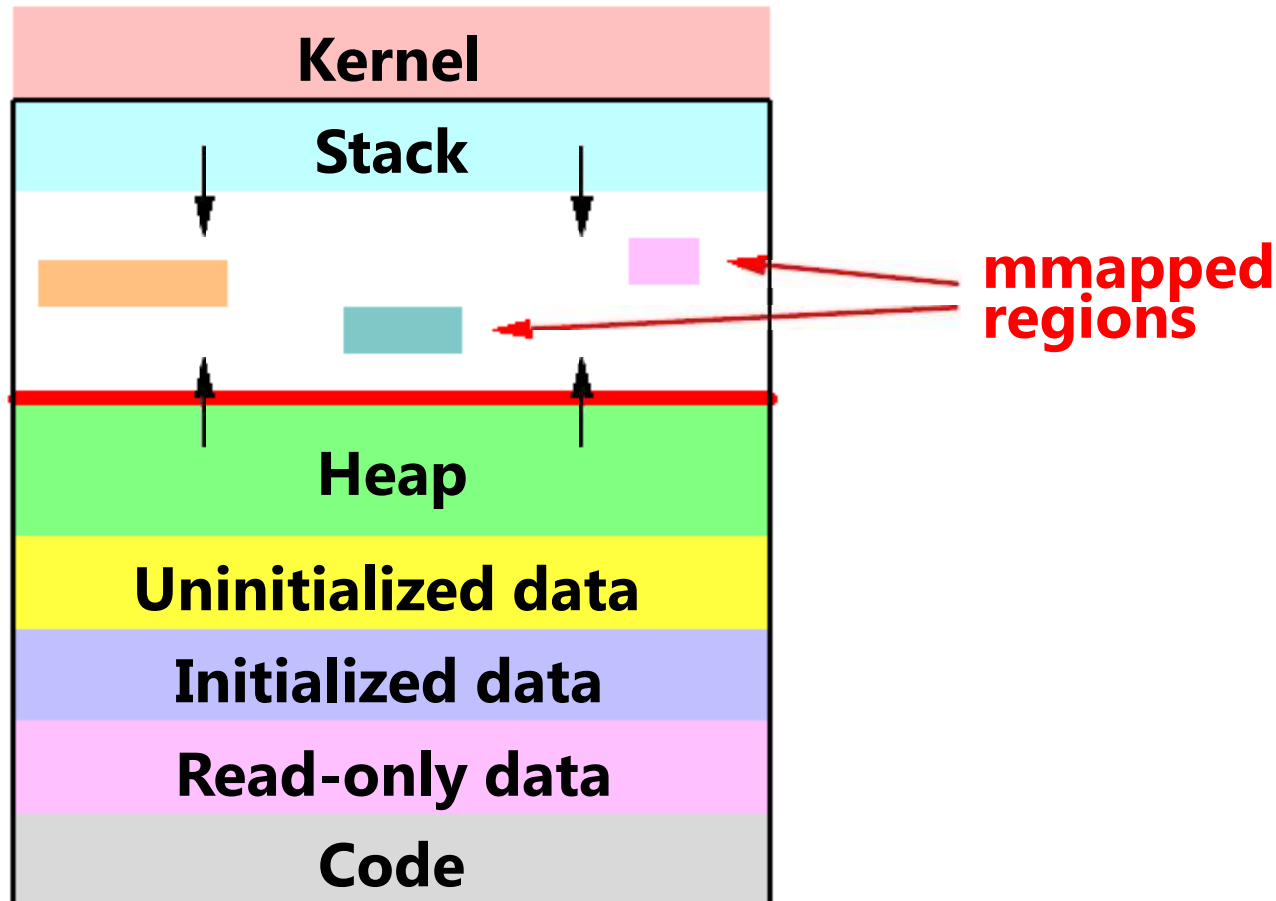 Kernel
Stack
mmapped
regions
Heap
Uninitialized data
Initialized data
Read-only data
Code